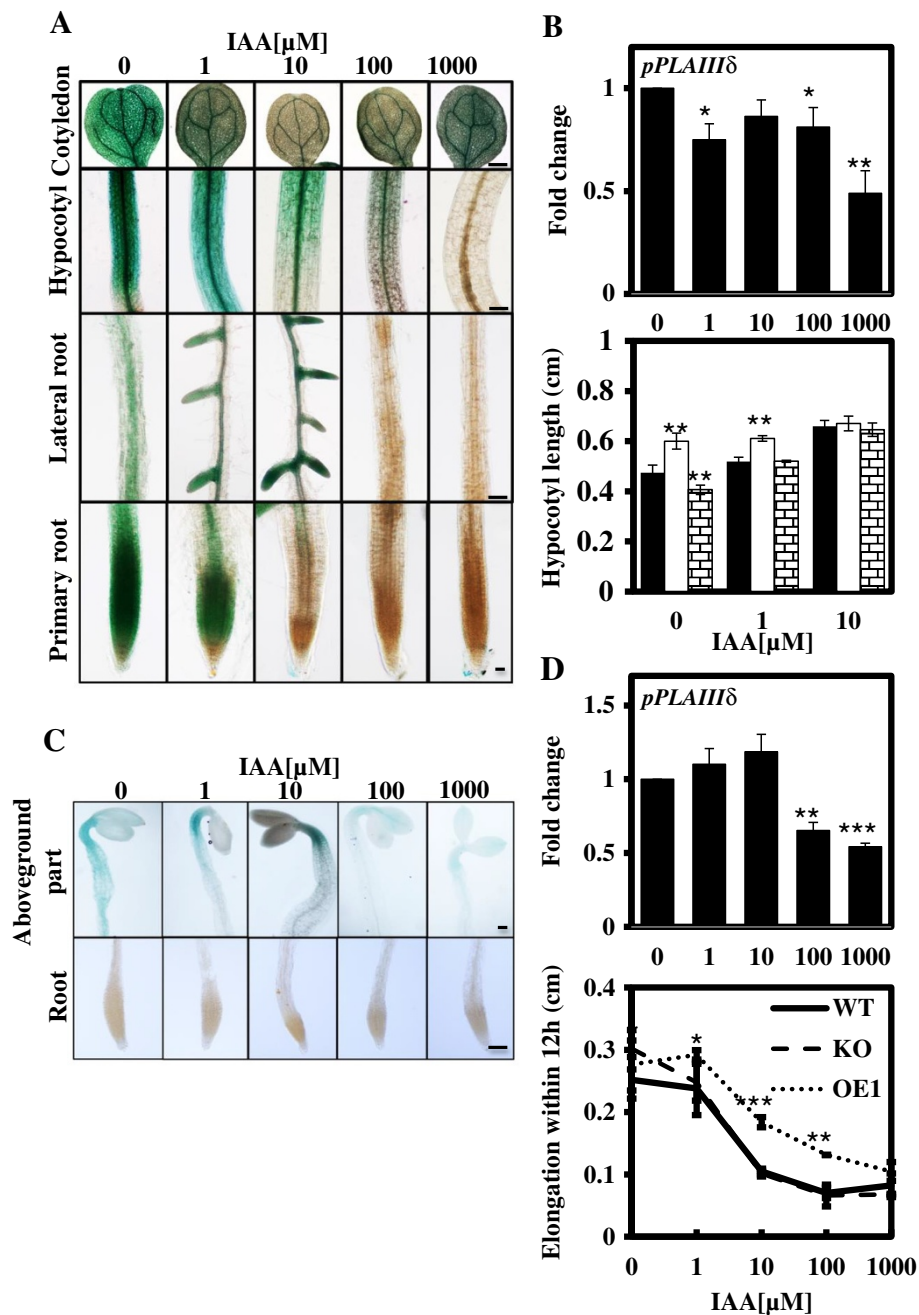 A
IAA[µM]
0 1 10 100 1000
Cotyledon
Hypocotyl
Lateral root
Primary root
B
pPLAIIIδ
Fold change
1
0.5
0
* * **
0 1 10 100 1000
Hypocotyl length (cm)
1
0.8
0.6
0.4
0.2
0
** ** **
0 1 10
IAA[µM]
C
IAA[µM]
0 1 10 100 1000
Aboveground
part
Root
D
pPLAIIIδ
Fold change
1.5
1
0.5
0
** ***
0 1 10 100 1000
Elongation within 12h (cm)
0.4
0.3
0.2
0.1
0
WT
KO
OE1
* *** **
0 1 10 100 1000
IAA[µM]